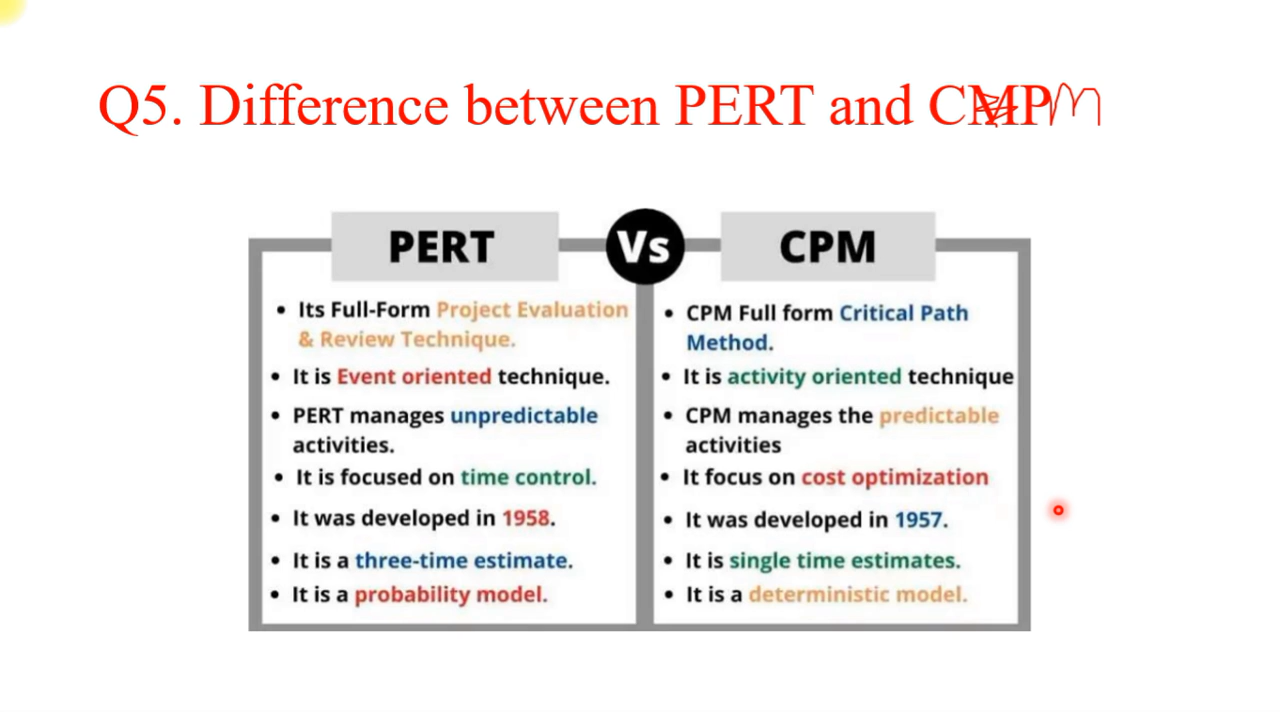 Q5. Difference between PERT and CMPM
PERT
Vs
CPM
• Its Full-Form Project Evaluation
& Review Technique.
• It is Event oriented technique.
• PERT manages unpredictable
activities.
• It is focused on time control.
• It was developed in 1958.
• It is a three-time estimate.
• It is a probability model.
• CPM Full form Critical Path
Method.
• It is activity oriented technique
• CPM manages the predictable
activities
• It focus on cost optimization
• It was developed in 1957.
• It is single time estimates.
• It is a deterministic model.